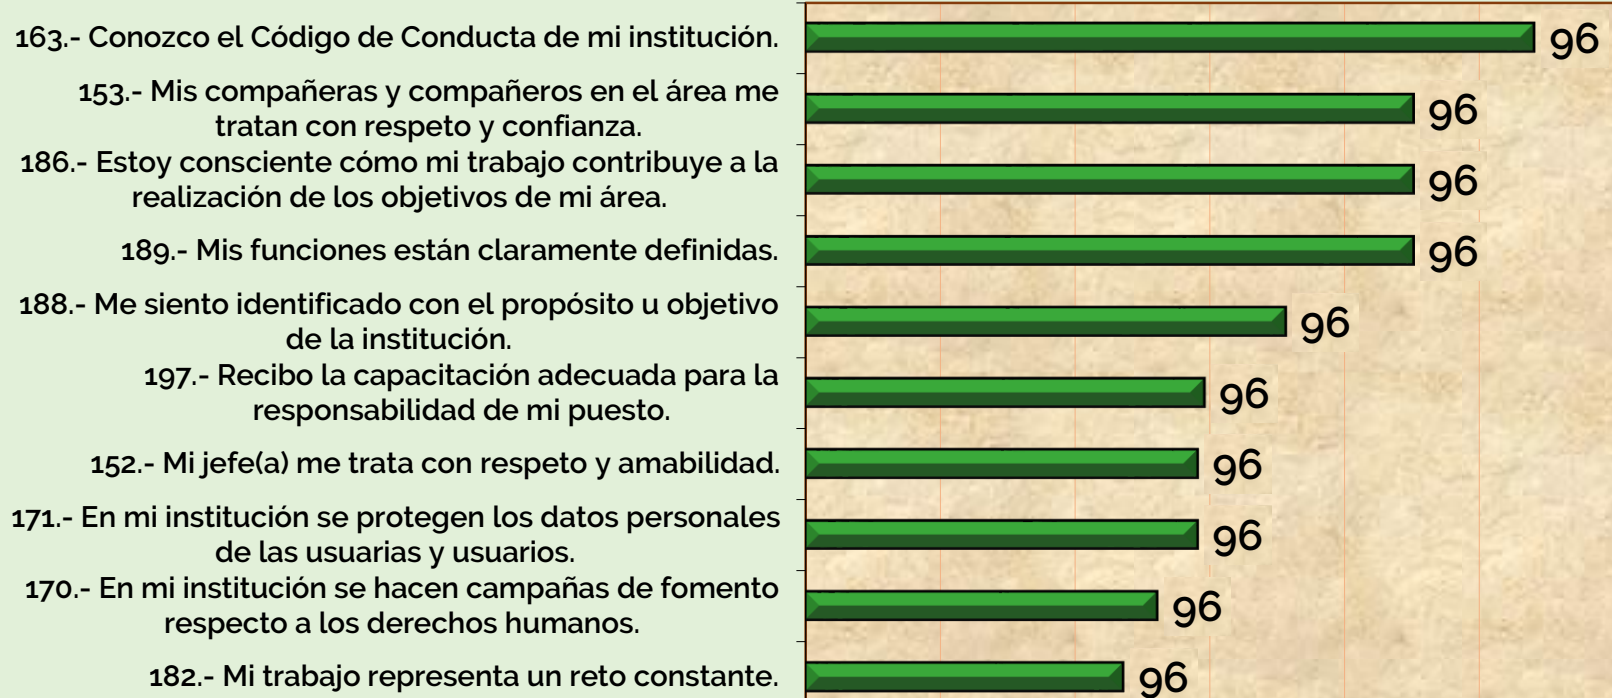 163.- Conozco el Código de Conducta de mi institución.
96
153.- Mis compañeras y compañeros en el área me
tratan con respeto y confianza.
96
186.- Estoy consciente cómo mi trabajo contribuye a la
realización de los objetivos de mi área.
96
189.- Mis funciones están claramente definidas.
96
188.- Me siento identificado con el propósito u objetivo
de la institución.
96
197.- Recibo la capacitación adecuada para la
responsabilidad de mi puesto.
96
152.- Mi jefe(a) me trata con respeto y amabilidad.
96
171.- En mi institución se protegen los datos personales
de las usuarias y usuarios.
96
170.- En mi institución se hacen campañas de fomento
respecto a los derechos humanos.
96
182.- Mi trabajo representa un reto constante.
96